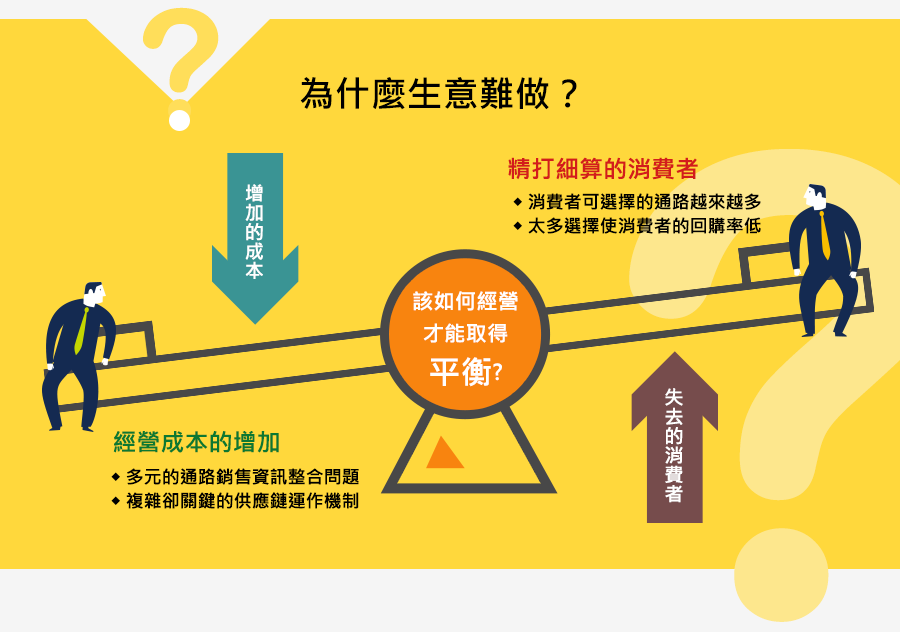 為什麼生意難做？
增加的成本
精打細算的消費者
◆ 消費者可選擇的通路越來越多
◆ 太多選擇使消費者的回購率低
該如何經營
才能取得
平衡?
失去的消費者
經營成本的增加
◆ 多元的通路銷售資訊整合問題
◆ 複雜卻關鍵的供應鏈運作機制